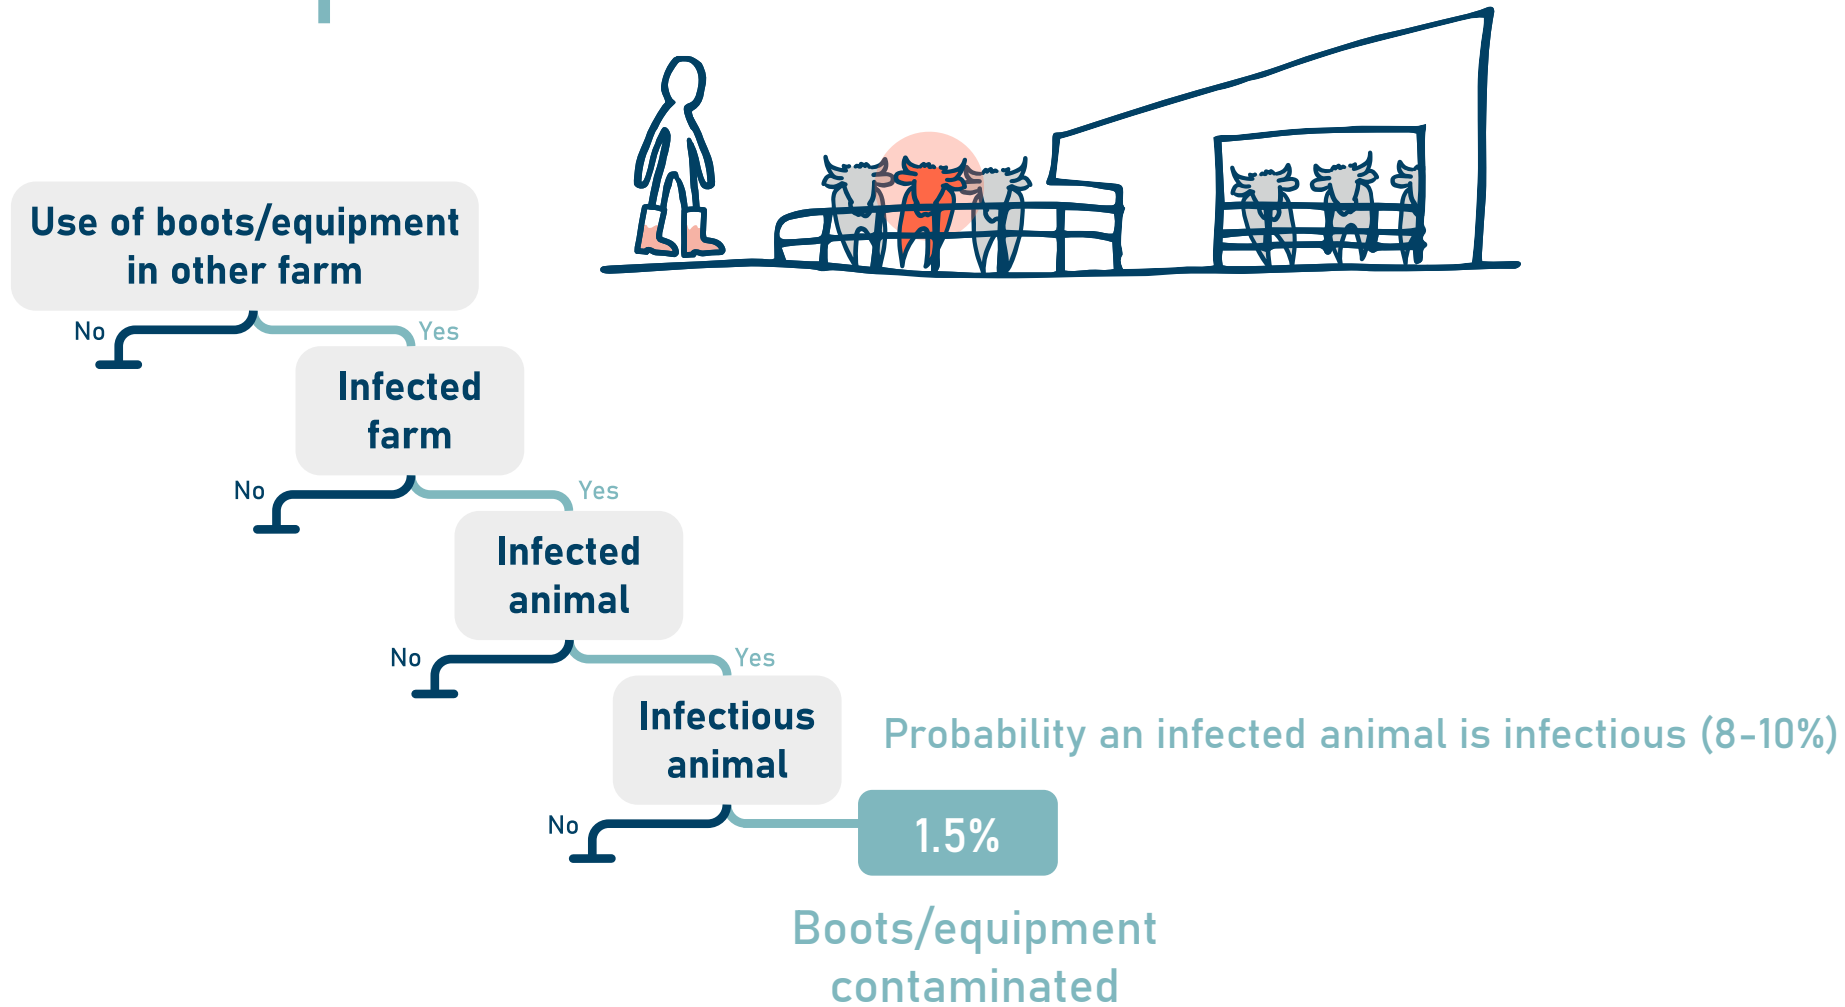 Use of boots/equipment
in other farm
No
Yes
Infected
farm
No
Yes
Infected
animal
No
Yes
Infectious
animal
Probability an infected animal is infectious (8-10%)
No
1.5%
Boots/equipment
contaminated